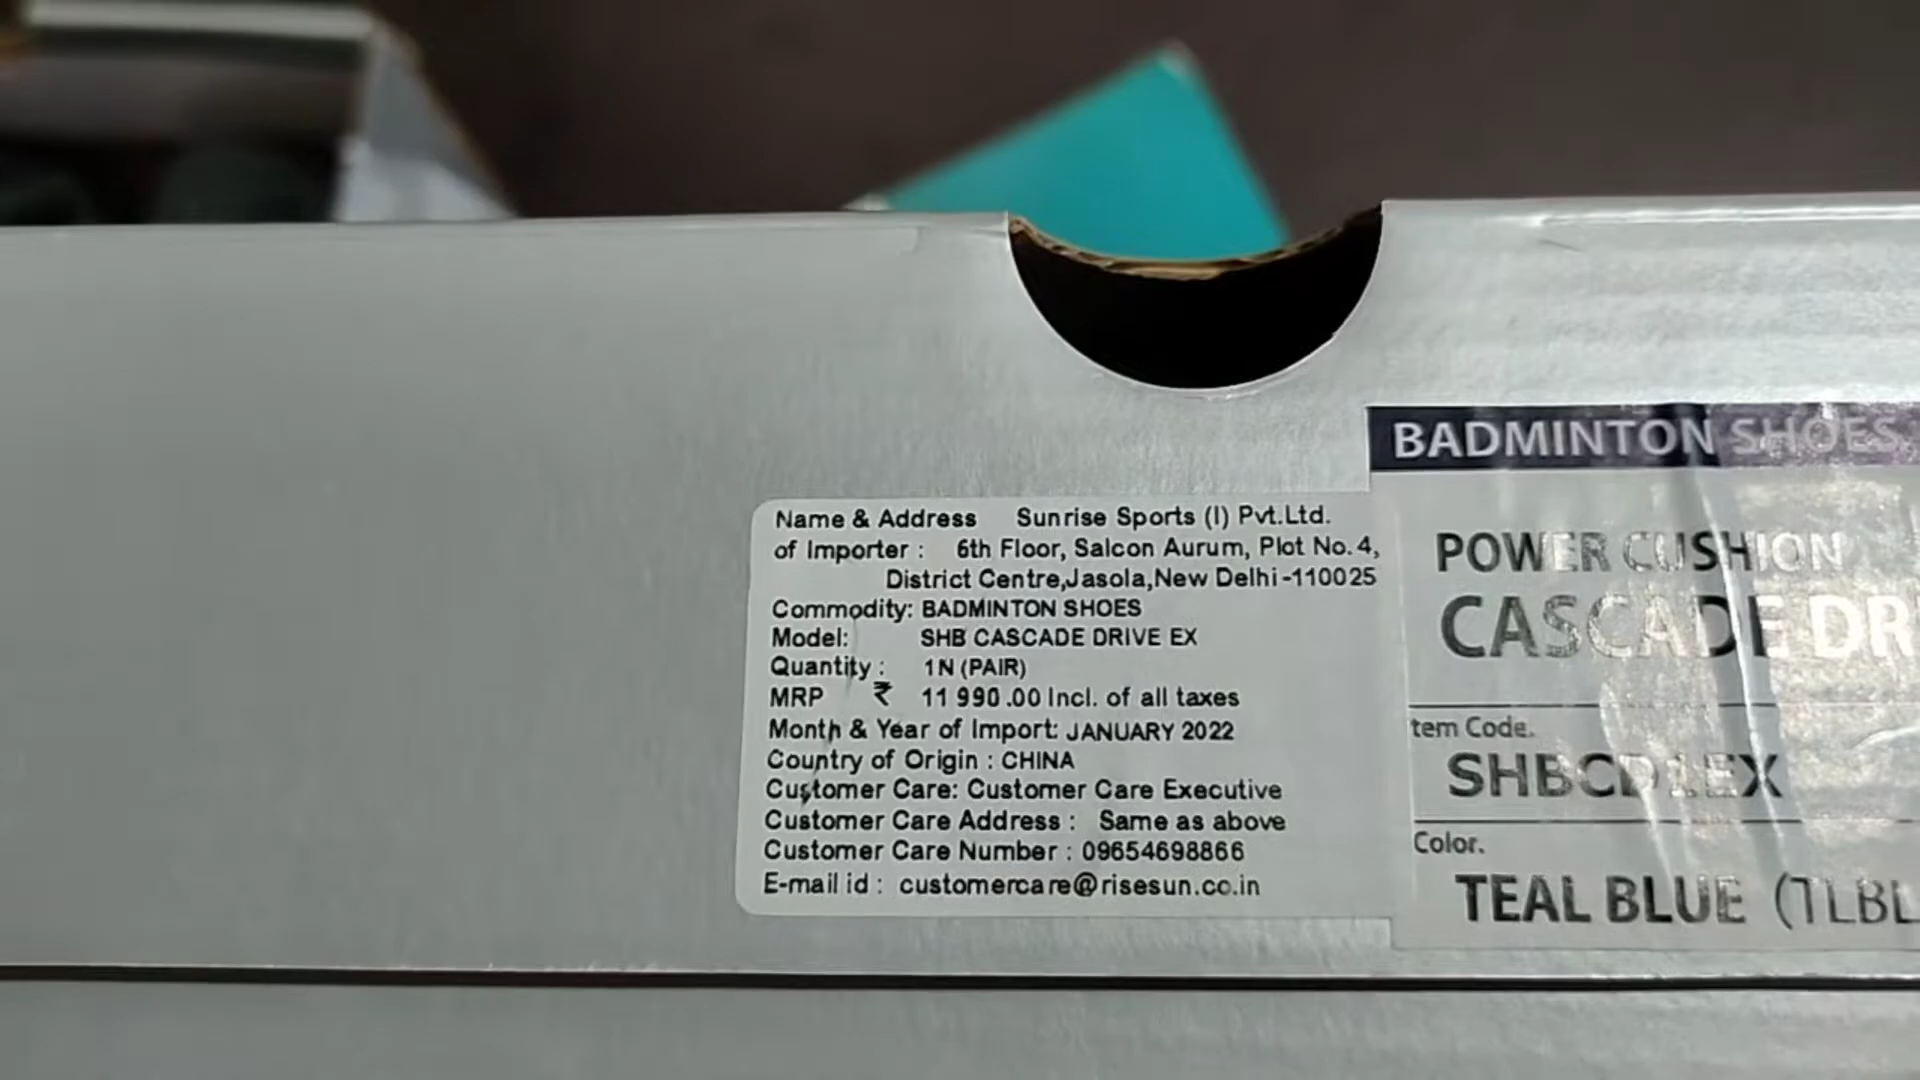 Name & Address Sunrise Sports (I) Pvt.Ltd.
of Importer : 6th Floor, Salcon Aurum, Plot No. 4,
District Centre,Jasola,New Delhi-110025
Commodity: BADMINTON SHOES
Model: SHB CASCADE DRIVE EX
Quantity : 1N (PAIR)
MRP ₹ 11 990.00 Incl. of all taxes
Month & Year of Import: JANUARY 2022
Country of Origin : CHINA
Customer Care: Customer Care Executive
Customer Care Address : Same as above
Customer Care Number : 09654698866
E-mail id : customercare@risesun.co.in
BADMINTON SHOES
POWER CUSHION
CASCADE DR
tem Code.
SHBCD1EX
Color.
TEAL BLUE (TLBL